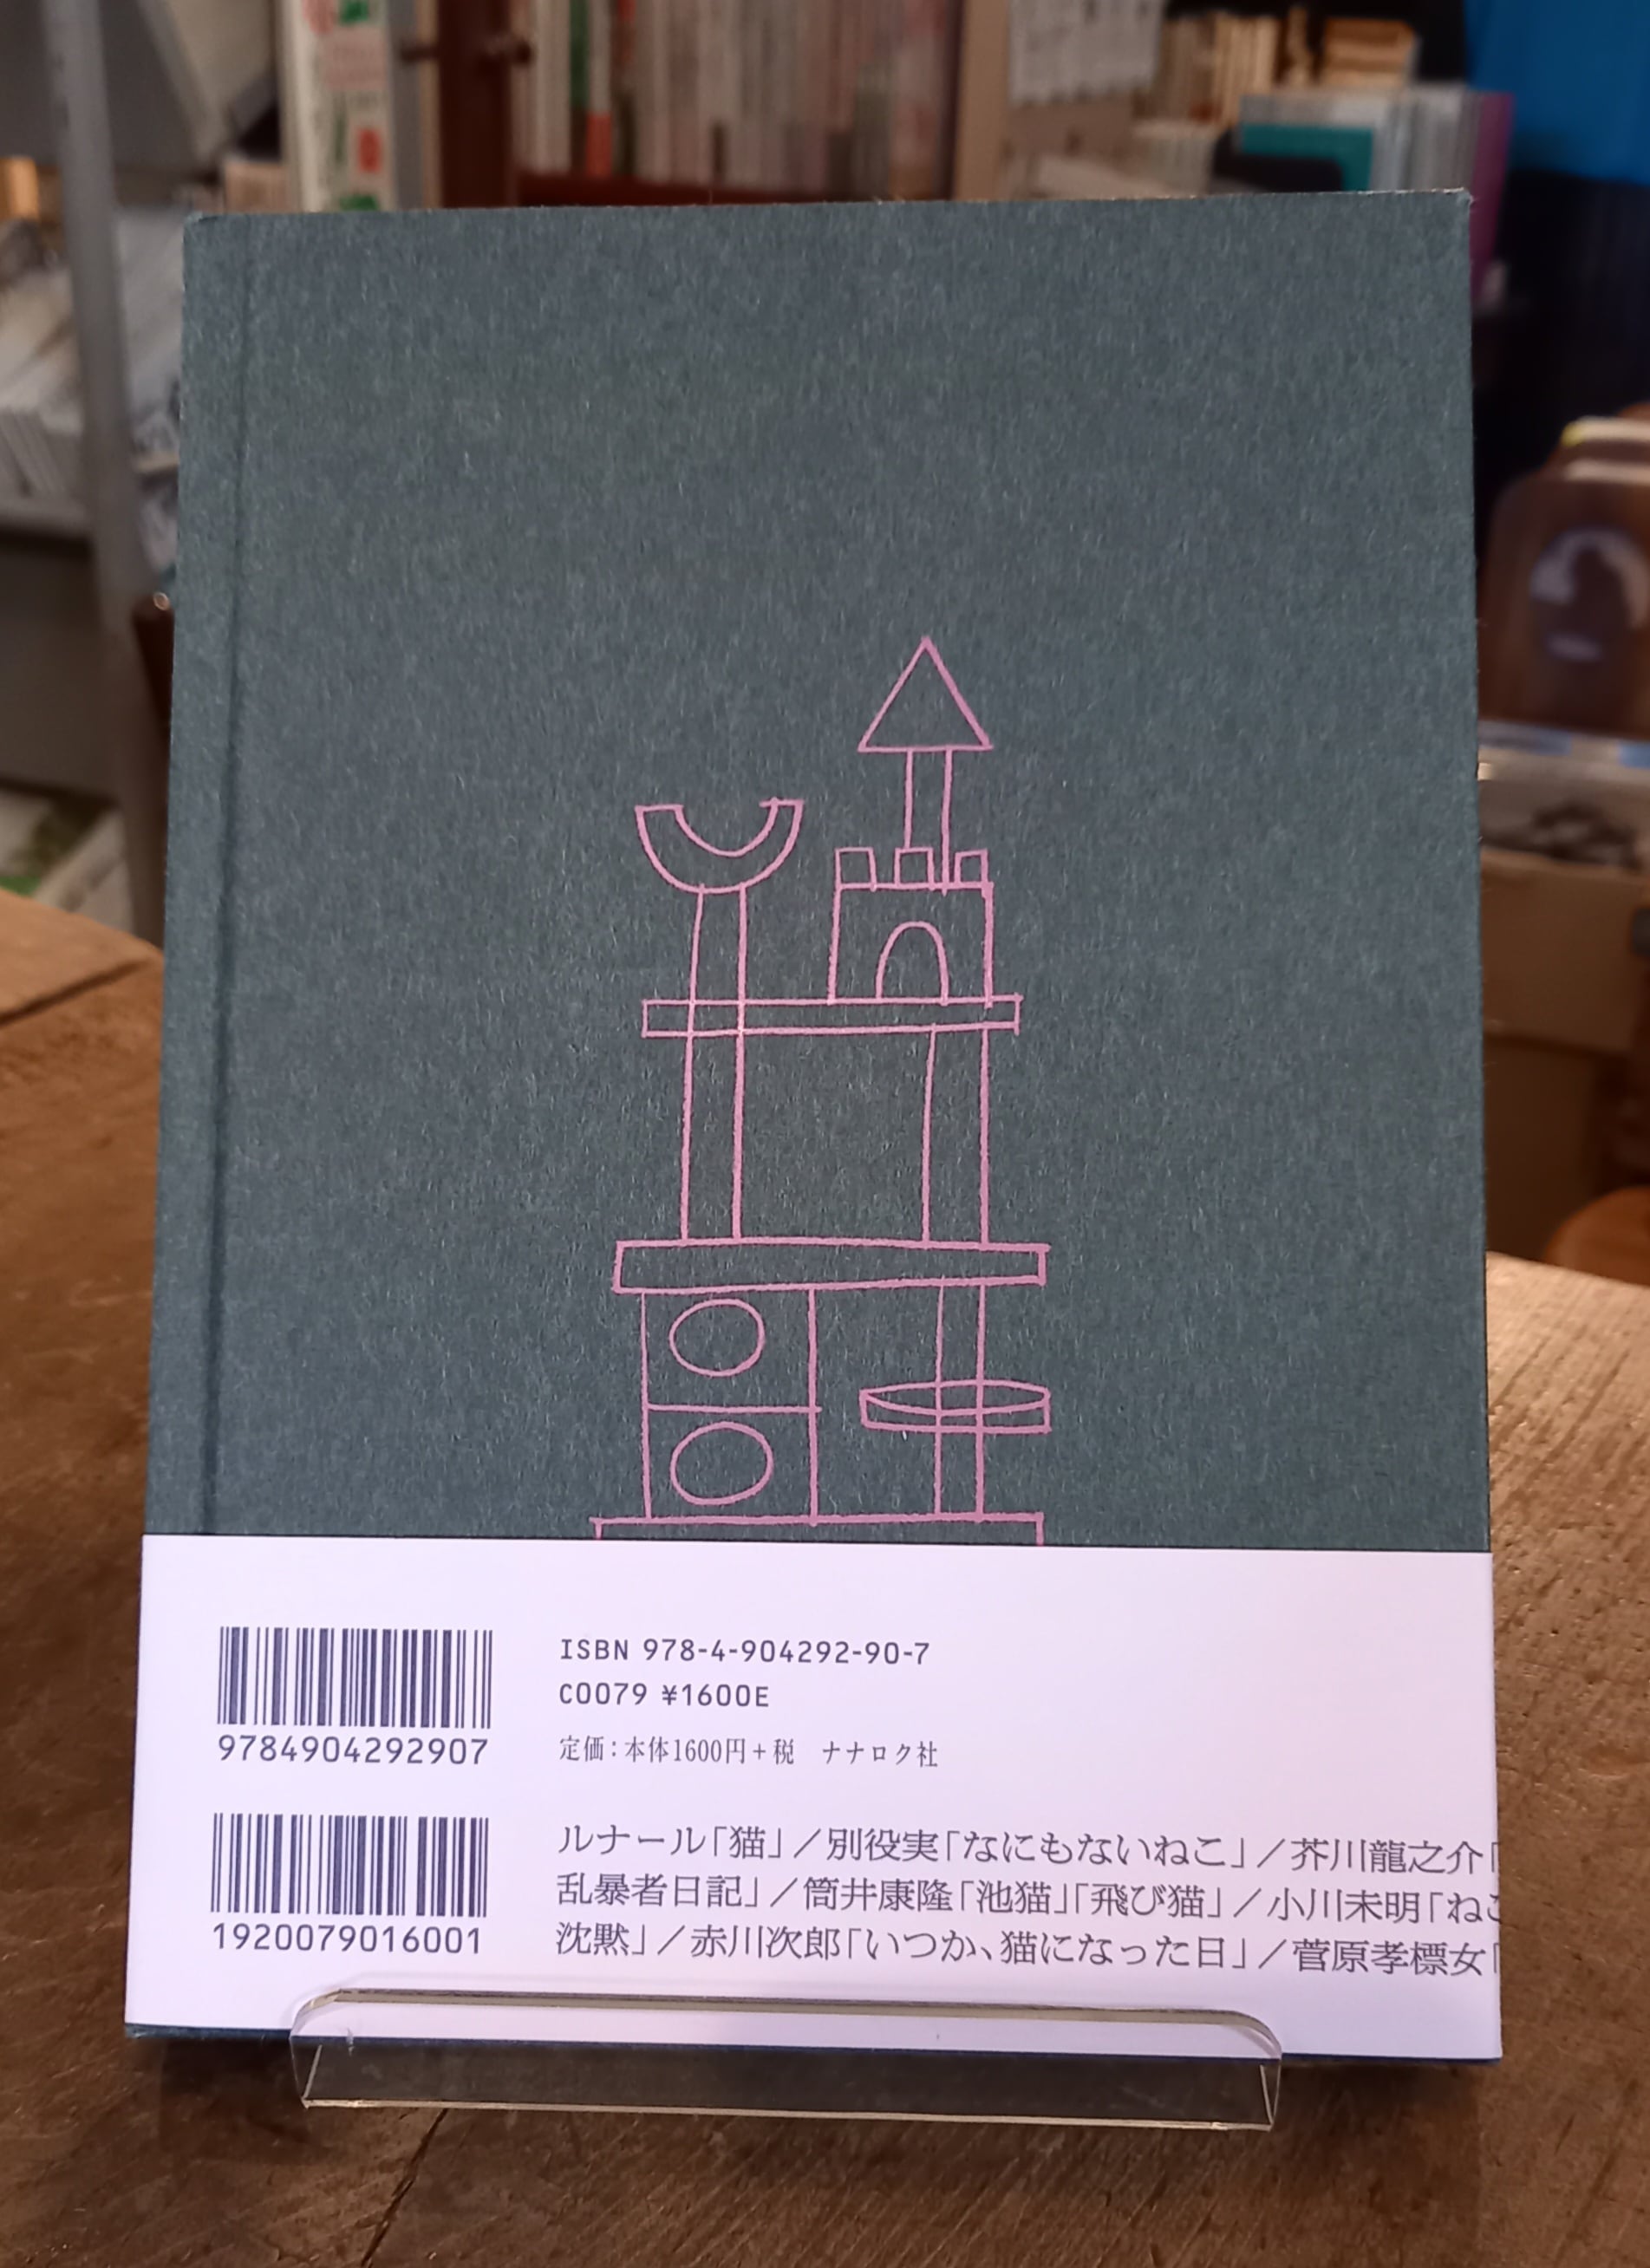 ISBN 978-4-904292-90-7
C0079 ¥1600E
9784904292907
定価：本体1600円＋税　ナナロク社
ルナール「猫」／別役実「なにもないねこ」／芥川龍之介「
乱暴者日記」／筒井康隆「池猫」「飛び猫」／小川未明「ねこ
沈黙」／赤川次郎「いつか、猫になった日」／菅原孝標女「
1920079016001